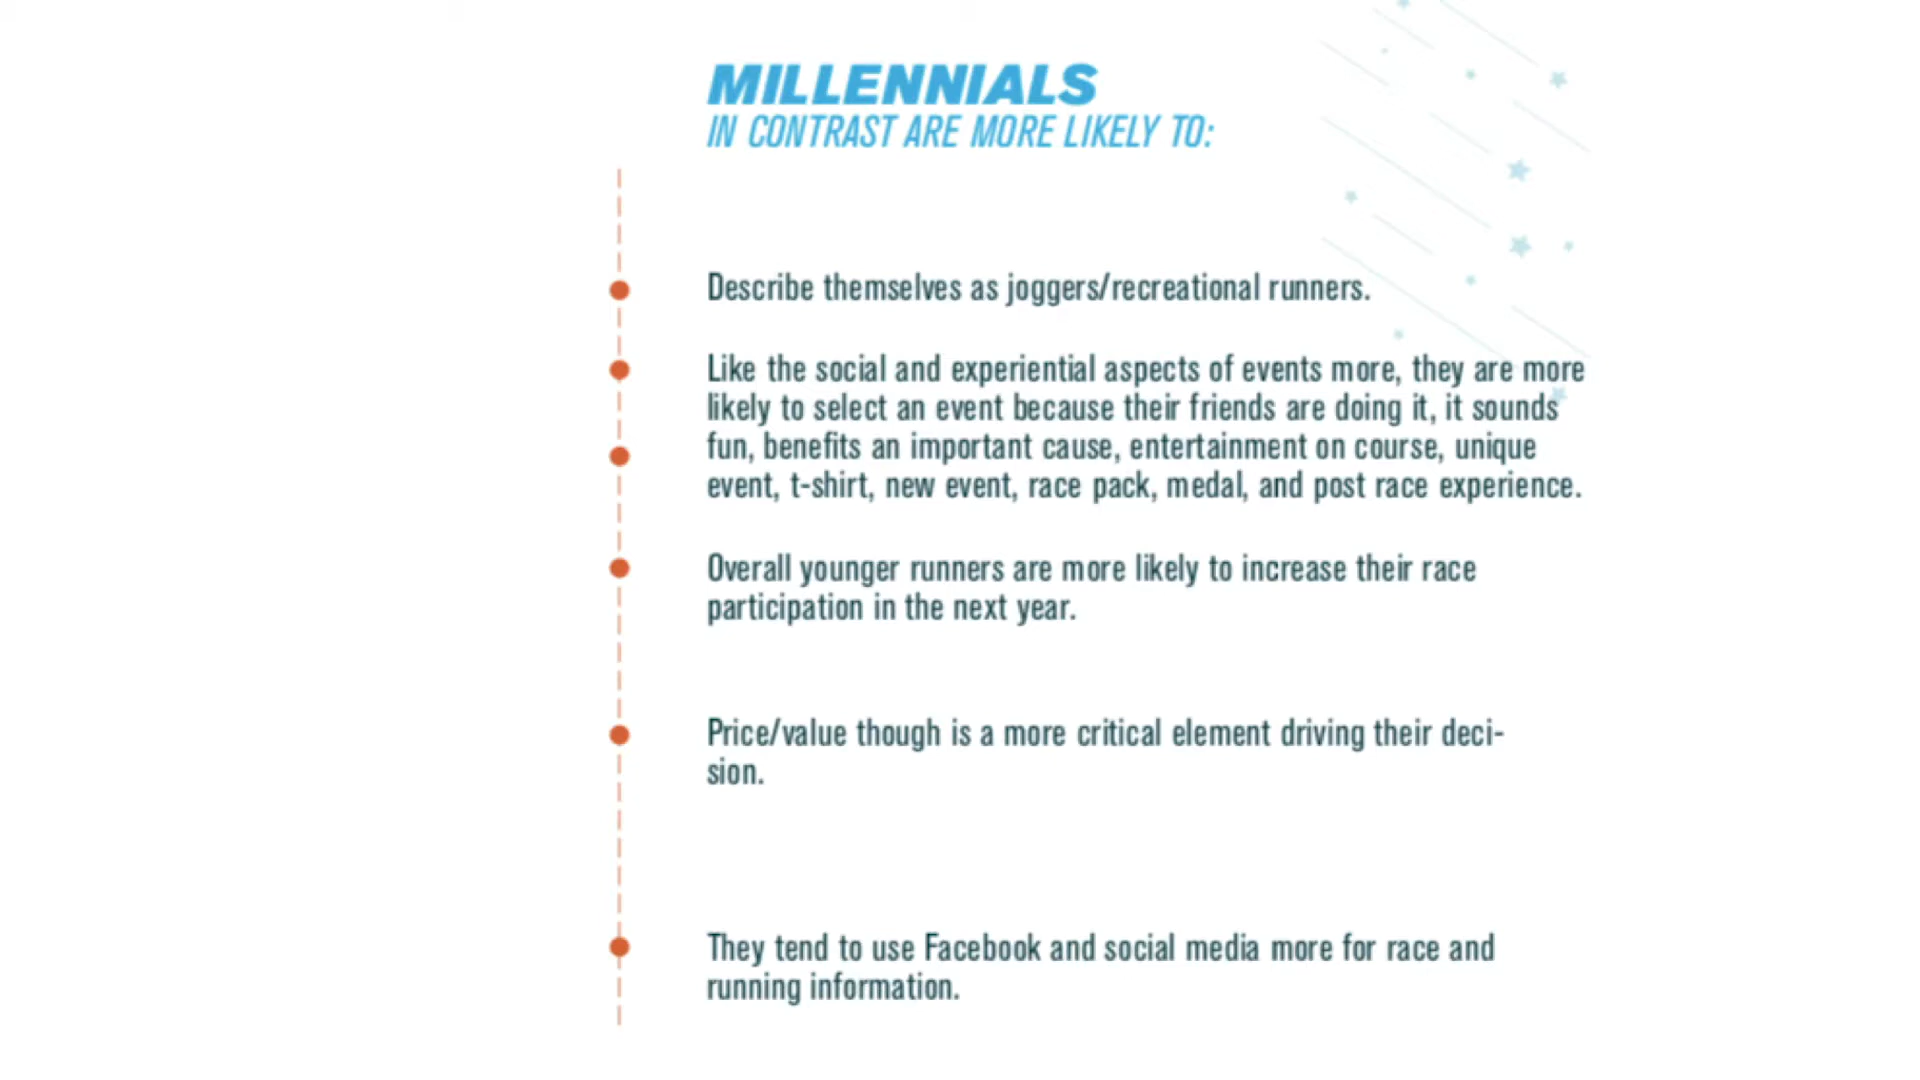 MILLENNIALS
IN CONTRAST ARE MORE LIKELY TO:
Describe themselves as joggers/recreational runners.
Like the social and experiential aspects of events more, they are more
likely to select an event because their friends are doing it, it sounds
fun, benefits an important cause, entertainment on course, unique
event, t-shirt, new event, race pack, medal, and post race experience.
Overall younger runners are more likely to increase their race
participation in the next year.
Price/value though is a more critical element driving their deci-
sion.
They tend to use Facebook and social media more for race and
running information.